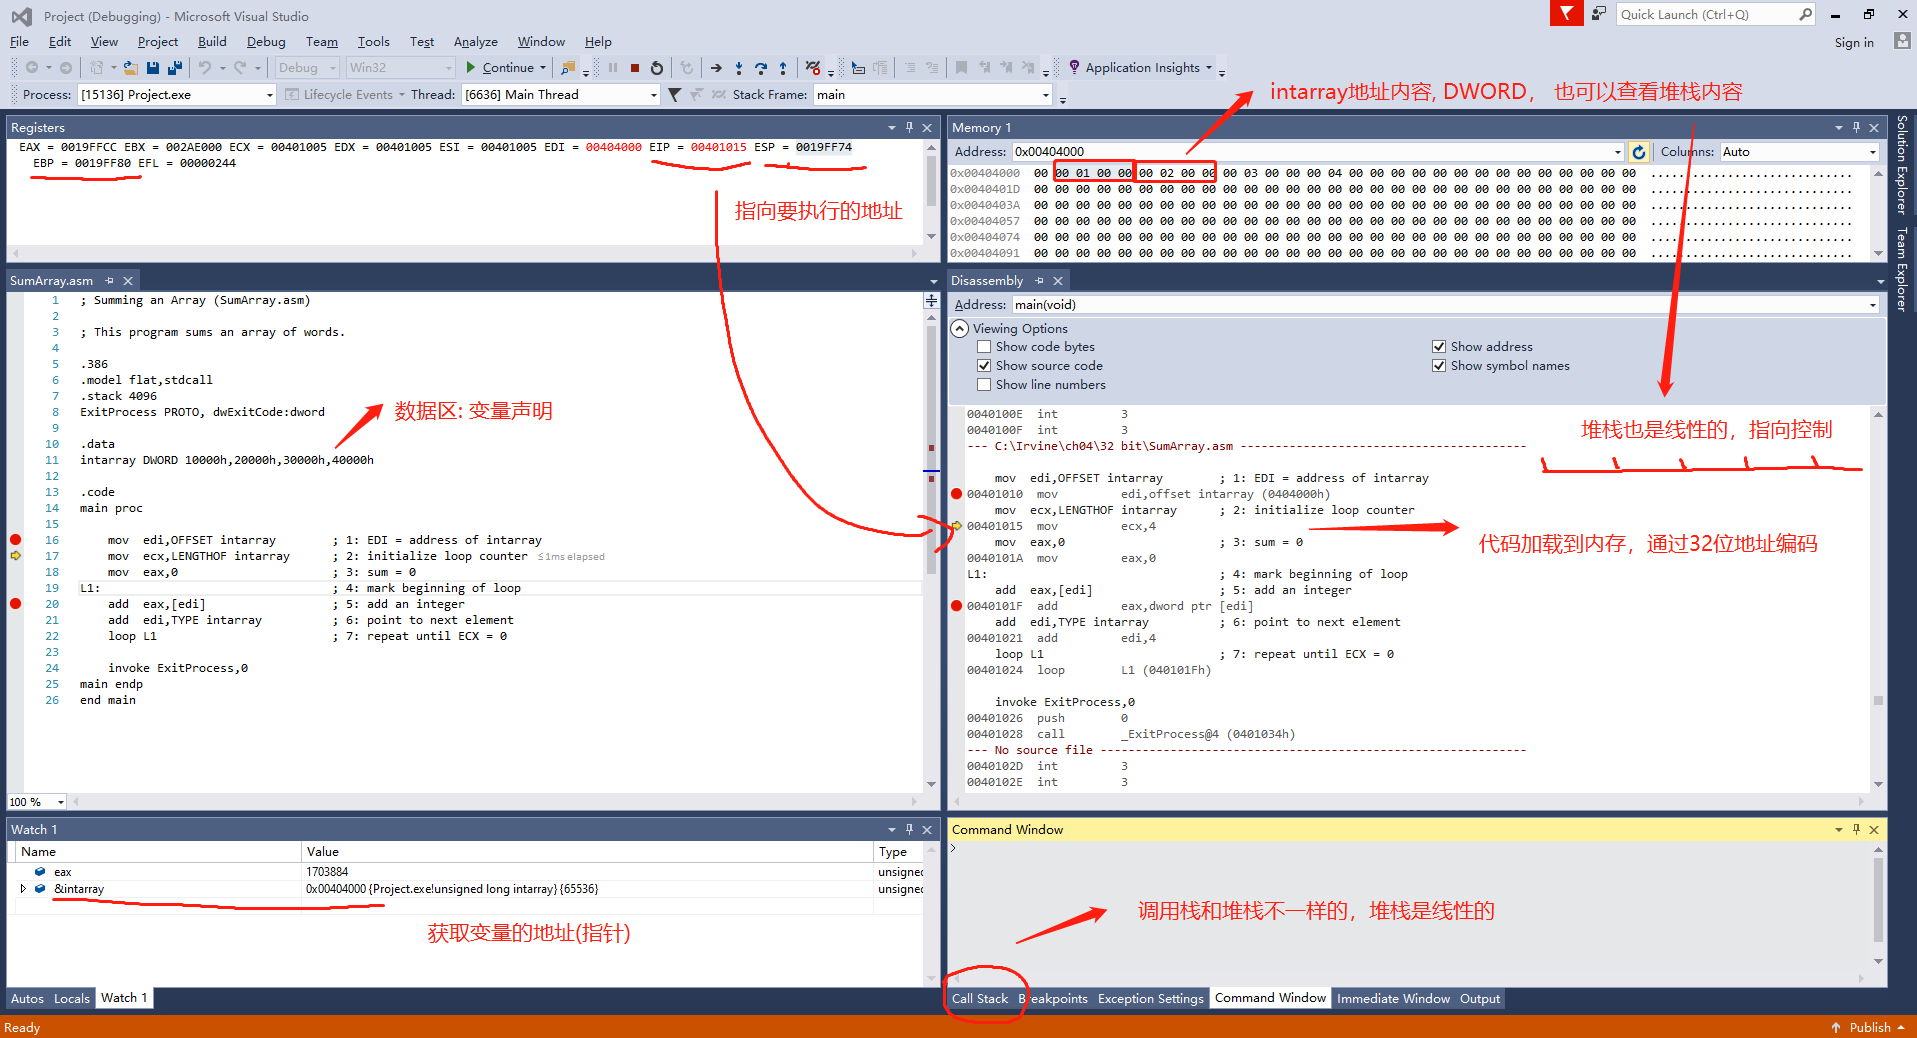 Project (Debugging) - Microsoft Visual Studio
Quick Launch (Ctrl+Q)
File Edit View Project Build Debug Team Tools Test Analyze Window Help
Sign in
Debug Win32 Continue Application Insights
Process: [15136] Project.exe Lifecycle Events Thread: [6636] Main Thread Stack Frame: main
intarray地址内容, DWORD， 也可以查看堆栈内容
Registers
EAX = 0019FFCC EBX = 002AE000 ECX = 00401005 EDX = 00401005 ESI = 00401005 EDI = 00404000 EIP = 00401015 ESP = 0019FF74
EBP = 0019FF80 EFL = 00000244
指向要执行的地址
Memory 1
Address: 0x00404000 Columns: Auto
0x00404000 00 00 01 00 00 00 02 00 00 00 03 00 00 00 04 00 00 00 00 00 00 00 00 00 00 00 00 00 00 .............................
0x0040401D 00 00 00 00 00 00 00 00 00 00 00 00 00 00 00 00 00 00 00 00 00 00 00 00 00 00 00 00 00 .............................
0x0040403A 00 00 00 00 00 00 00 00 00 00 00 00 00 00 00 00 00 00 00 00 00 00 00 00 00 00 00 00 00 .............................
0x00404057 00 00 00 00 00 00 00 00 00 00 00 00 00 00 00 00 00 00 00 00 00 00 00 00 00 00 00 00 00 .............................
0x00404074 00 00 00 00 00 00 00 00 00 00 00 00 00 00 00 00 00 00 00 00 00 00 00 00 00 00 00 00 00 .............................
0x00404091 00 00 00 00 00 00 00 00 00 00 00 00 00 00 00 00 00 00 00 00 00 00 00 00 00 00 00 00 00 .............................
Solution Explorer
Team Explorer
SumArray.asm
1 ; Summing an Array (SumArray.asm)
2
3 ; This program sums an array of words.
4
5 .386
6 .model flat,stdcall
7 .stack 4096
8 ExitProcess PROTO, dwExitCode:dword
9
10 .data
11 intarray DWORD 10000h,20000h,30000h,40000h
12
13 .code
14 main proc
15
16 mov edi,OFFSET intarray ; 1: EDI = address of intarray
17 mov ecx,LENGTHOF intarray ; 2: initialize loop counter ≤1ms elapsed
18 mov eax,0 ; 3: sum = 0
19 L1: ; 4: mark beginning of loop
20 add eax,[edi] ; 5: add an integer
21 add edi,TYPE intarray ; 6: point to next element
22 loop L1 ; 7: repeat until ECX = 0
23
24 invoke ExitProcess,0
25 main endp
26 end main
数据区: 变量声明
100 %
Disassembly
Address: main(void)
Viewing Options
Show code bytes Show address
Show source code Show symbol names
Show line numbers
0040100E int 3
0040100F int 3
--- C:\Irvine\ch04\32 bit\SumArray.asm -----------------------------------------
mov edi,OFFSET intarray ; 1: EDI = address of intarray
00401010 mov edi,offset intarray (0404000h)
mov ecx,LENGTHOF intarray ; 2: initialize loop counter
00401015 mov ecx,4
mov eax,0 ; 3: sum = 0
0040101A mov eax,0
L1: ; 4: mark beginning of loop
add eax,[edi] ; 5: add an integer
0040101F add eax,dword ptr [edi]
add edi,TYPE intarray ; 6: point to next element
00401021 add edi,4
loop L1 ; 7: repeat until ECX = 0
00401024 loop L1 (040101Fh)
invoke ExitProcess,0
00401026 push 0
00401028 call _ExitProcess@4 (0401034h)
--- No source file -------------------------------------------------------------
0040102D int 3
0040102E int 3
堆栈也是线性的，指向控制
代码加载到内存，通过32位地址编码
Watch 1
Name Value Type
eax 1703884 unsigned
&intarray 0x00404000 {Project.exe!unsigned long intarray} {65536} unsigned
获取变量的地址(指针)
Autos Locals Watch 1
Command Window
>
调用栈和堆栈不一样的，堆栈是线性的
Call Stack Breakpoints Exception Settings Command Window Immediate Window Output
Ready
Publish